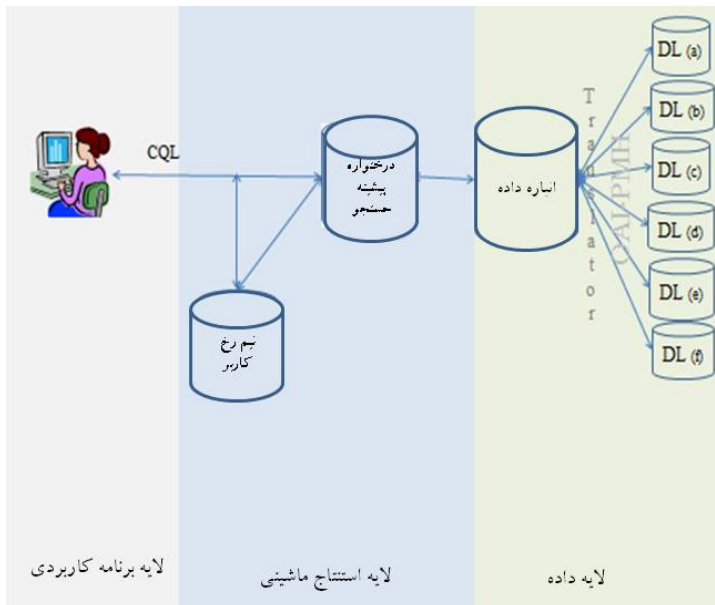 DL (a)
DL (b)
DL (c)
DL (d)
DL (e)
DL (f)
Translator
OAI-PMH
CQL
درختواره
پیشینه
جستجو
انباره داده
نیم رخ
کاربر
لایه برنامه کاربردی
لایه استنتاج ماشینی
لایه داده